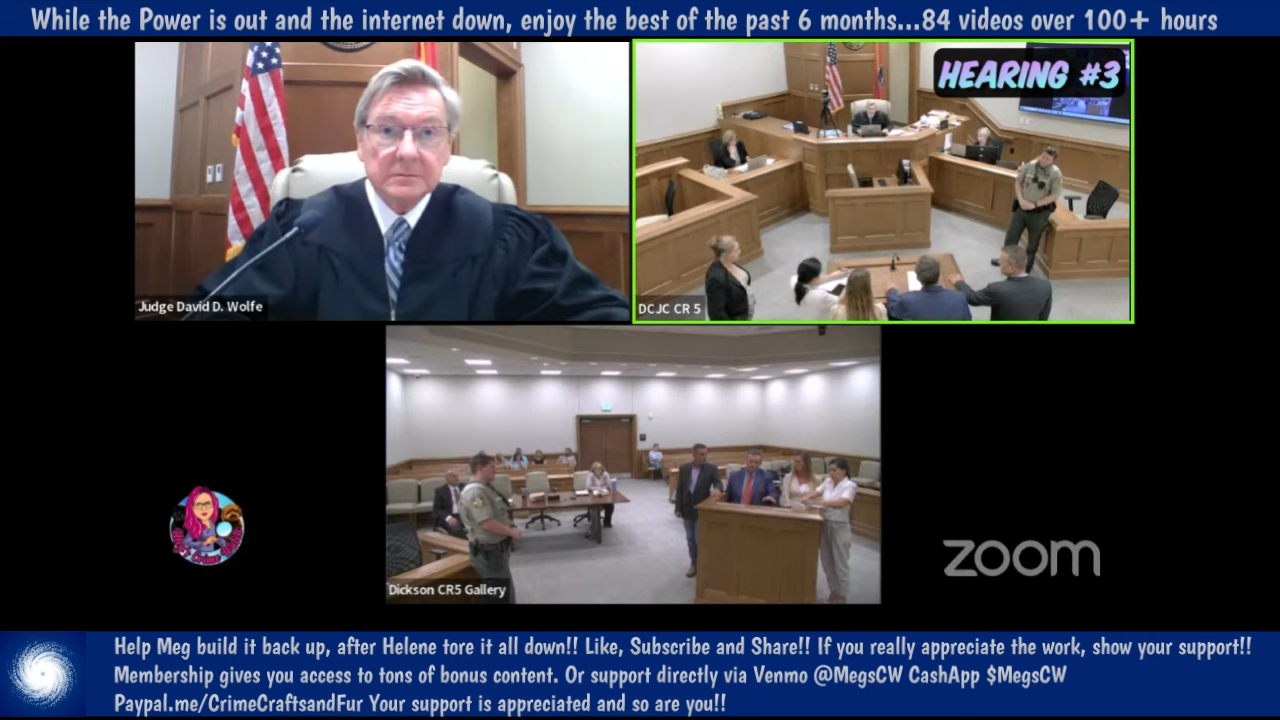 While the Power is out and the internet down, enjoy the best of the past 6 months...84 videos over 100+ hours
HEARING #3
Judge David D. Wolfe
DCJC CR 5
Dickson CR5 Gallery
zoom
Help Meg build it back up, after Helene tore it all down!! Like, Subscribe and Share!! If you really appreciate the work, show your support!!
Membership gives you access to tons of bonus content. Or support directly via Venmo @MegsCW CashApp $MegsCW
Paypal.me/CrimeCraftsandFur Your support is appreciated and so are you!!